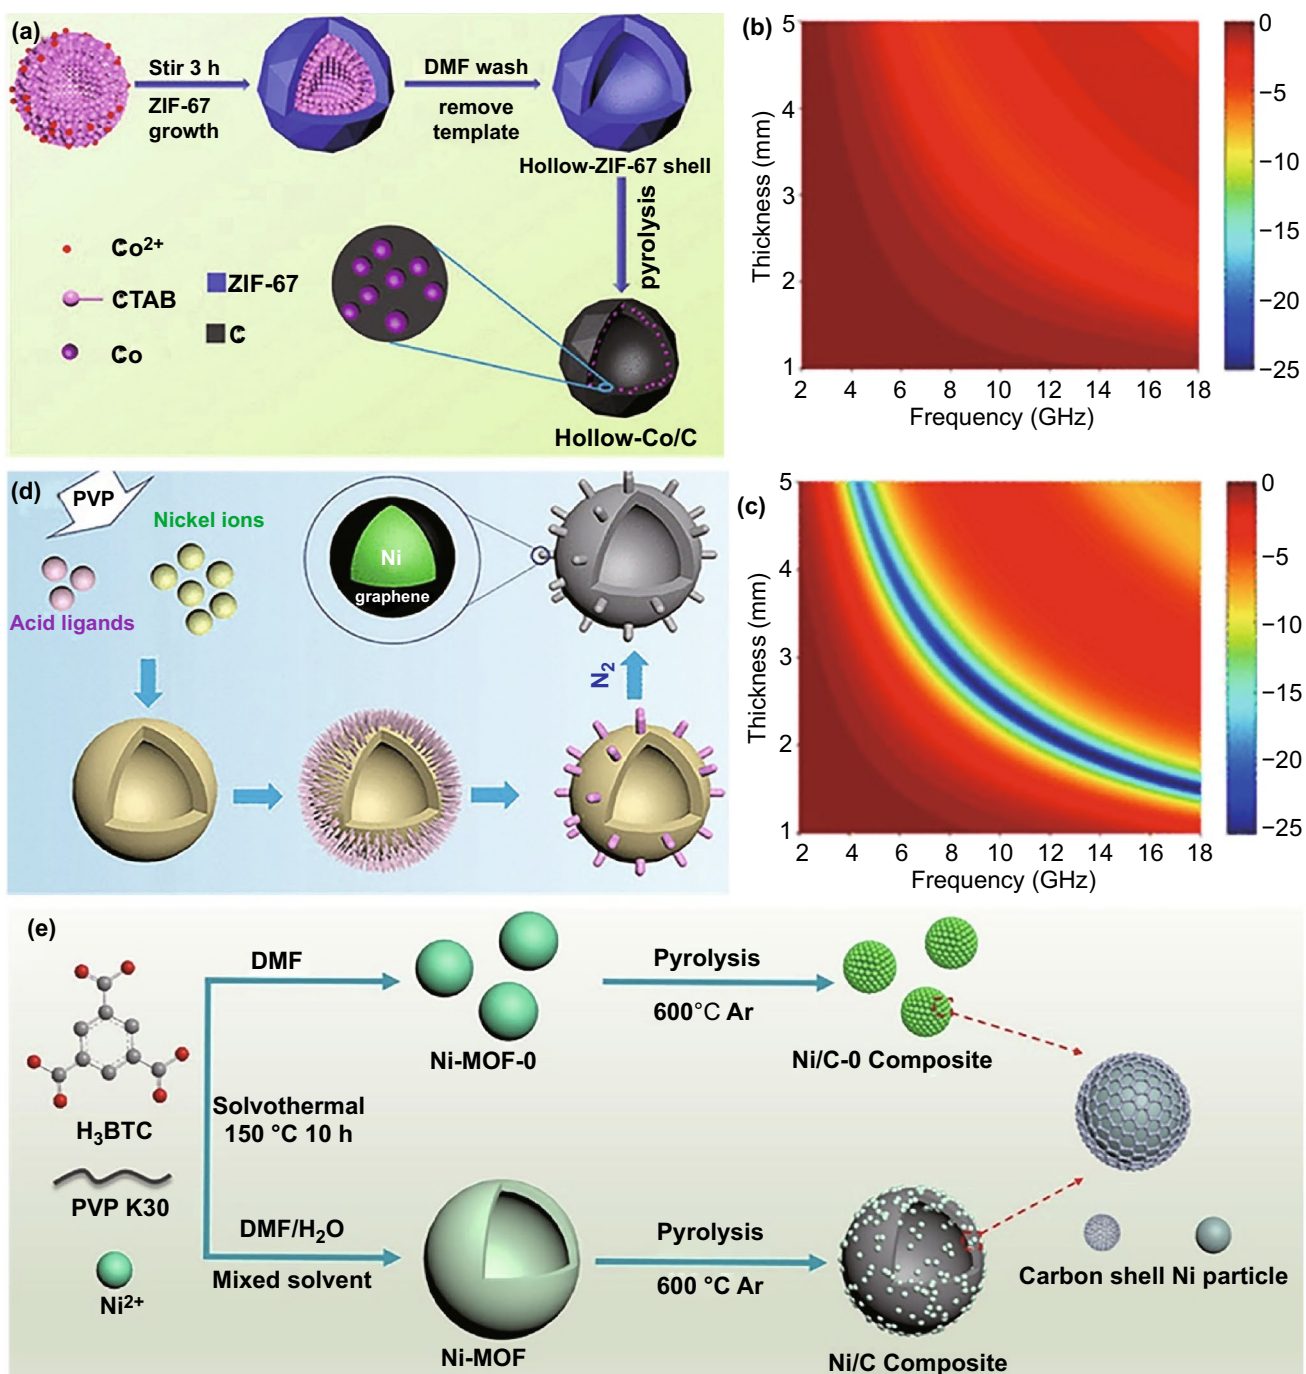 (a)
Stir 3 h
ZIF-67
growth
DMF wash
remove
template
Hollow-ZIF-67 shell
pyrolysis
Co2+
CTAB
Co
ZIF-67
C
Hollow-Co/C
(b)
Thickness (mm)
5
4
3
2
1
2 4 6 8 10 12 14 16 18
Frequency (GHz)
0
−5
−10
−15
−20
−25
(d)
PVP
Nickel ions
Acid ligands
Ni
graphene
N2
(c)
Thickness (mm)
5
4
3
2
1
2 4 6 8 10 12 14 16 18
Frequency (GHz)
0
−5
−10
−15
−20
−25
(e)
H3BTC
PVP K30
Ni2+
DMF
Solvothermal
150 °C 10 h
DMF/H2O
Mixed solvent
Ni-MOF-0
Pyrolysis
600°C Ar
Ni/C-0 Composite
Ni-MOF
Pyrolysis
600 °C Ar
Ni/C Composite
Carbon shell Ni particle